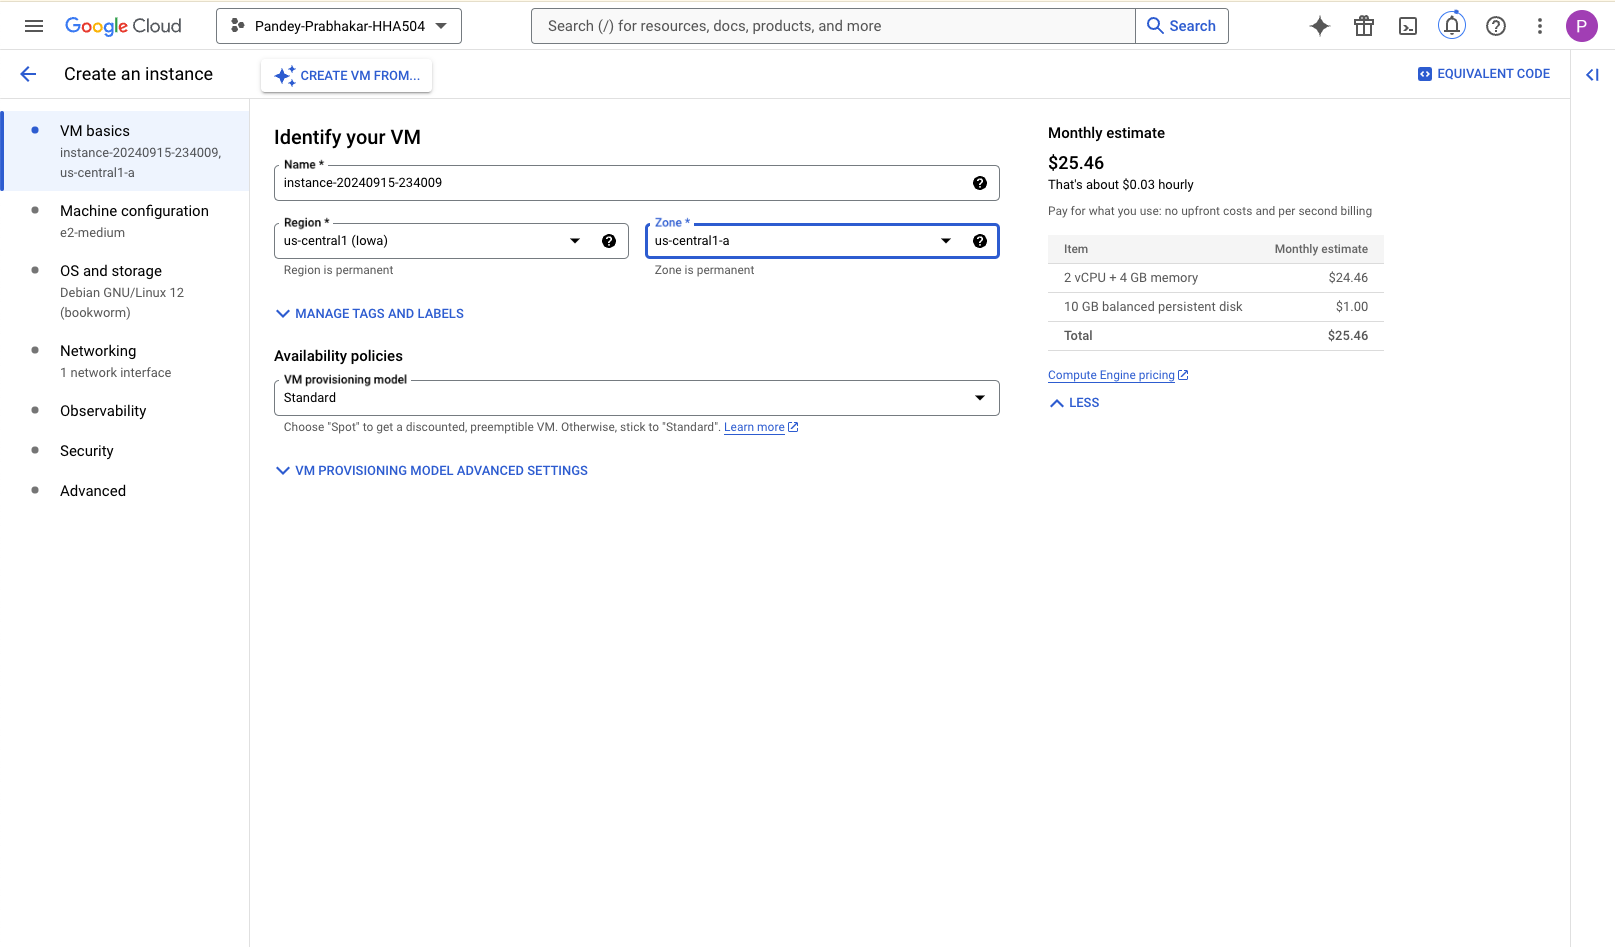 Google Cloud
Pandey-Prabhakar-HHA504
Search (/) for resources, docs, products, and more
Search
P
Create an instance
CREATE VM FROM...
EQUIVALENT CODE
VM basics
instance-20240915-234009,
us-central1-a
Machine configuration
e2-medium
OS and storage
Debian GNU/Linux 12
(bookworm)
Networking
1 network interface
Observability
Security
Advanced
Identify your VM
Name *
instance-20240915-234009
Region *
us-central1 (Iowa)
Region is permanent
Zone *
us-central1-a
Zone is permanent
MANAGE TAGS AND LABELS
Availability policies
VM provisioning model
Standard
Choose "Spot" to get a discounted, preemptible VM. Otherwise, stick to "Standard". Learn more
VM PROVISIONING MODEL ADVANCED SETTINGS
Monthly estimate
$25.46
That's about $0.03 hourly
Pay for what you use: no upfront costs and per second billing
Item Monthly estimate
2 vCPU + 4 GB memory $24.46
10 GB balanced persistent disk $1.00
Total $25.46
Compute Engine pricing
LESS